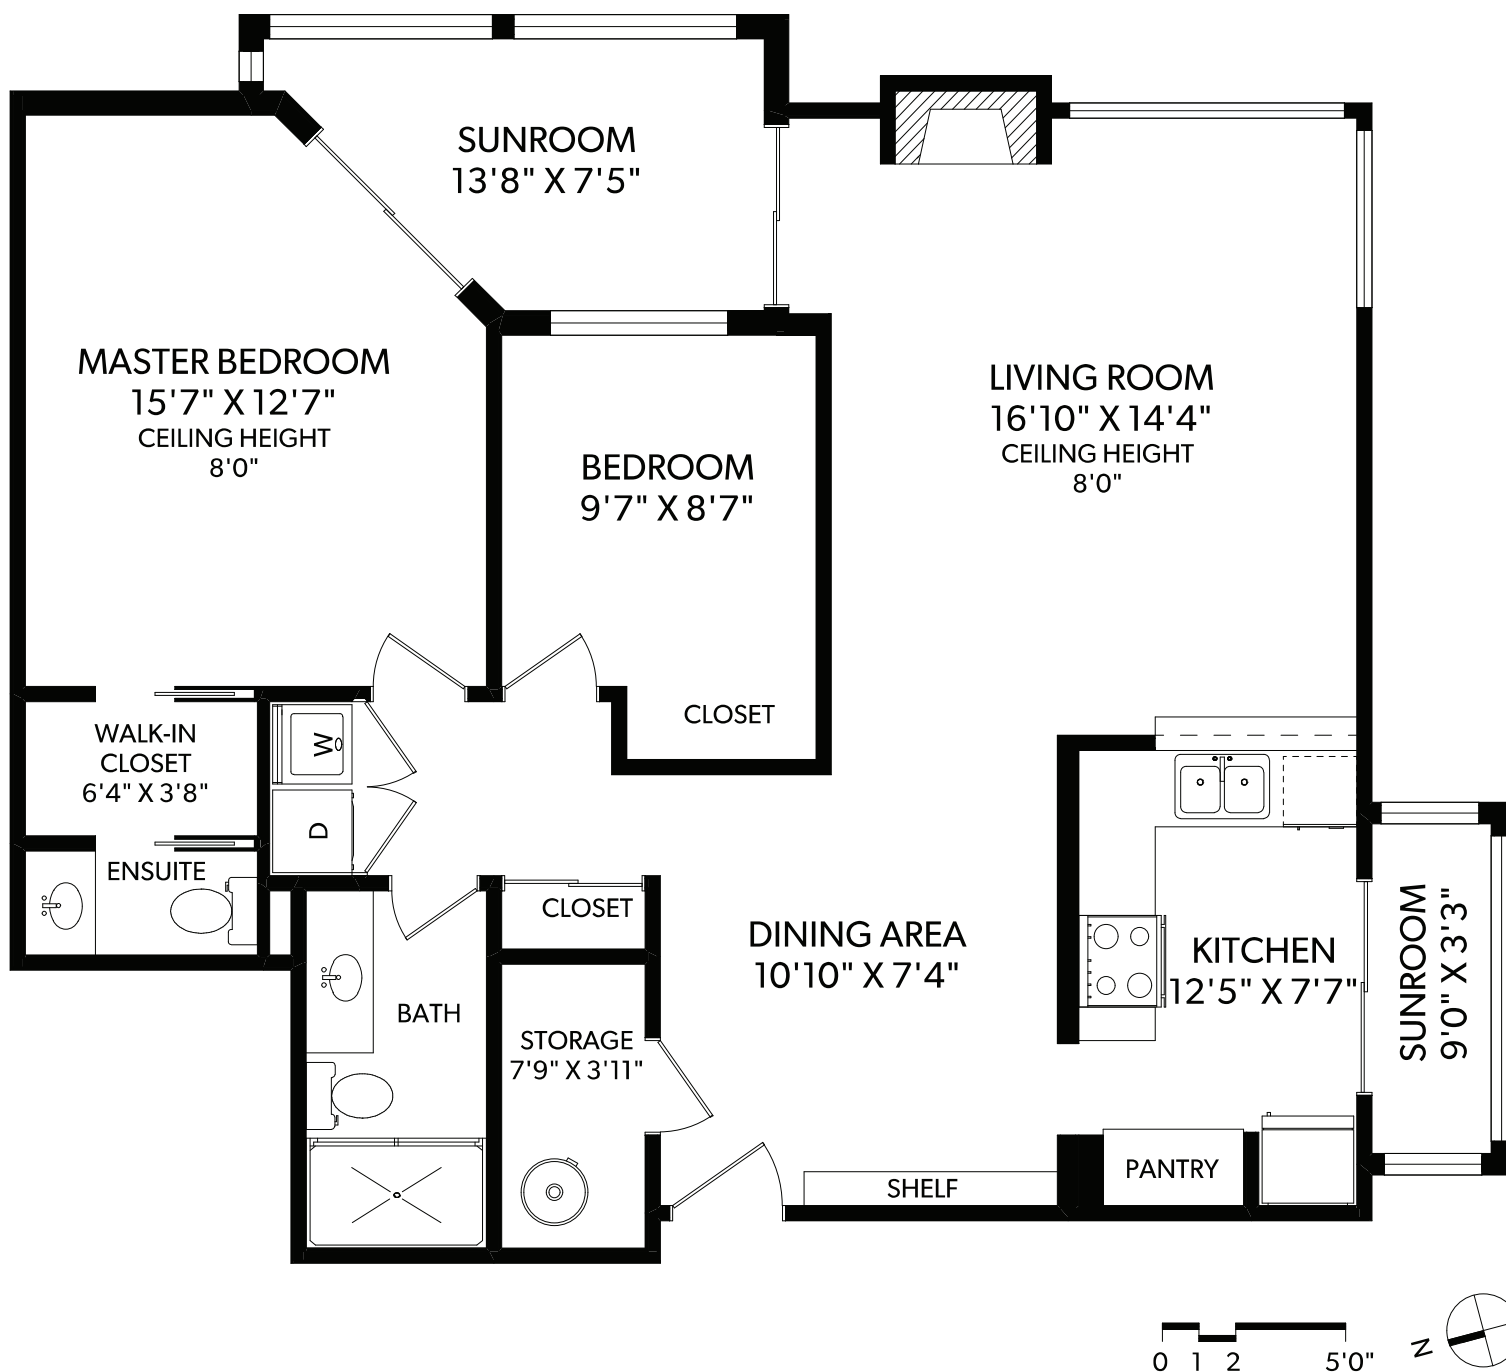 SUNROOM
13'8" X 7'5"
MASTER BEDROOM
15'7" X 12'7"
CEILING HEIGHT
8'0"
BEDROOM
9'7" X 8'7"
LIVING ROOM
16'10" X 14'4"
CEILING HEIGHT
8'0"
WALK-IN
CLOSET
6'4" X 3'8"
W
D
CLOSET
ENSUITE
CLOSET
DINING AREA
10'10" X 7'4"
KITCHEN
12'5" X 7'7"
SUNROOM
9'0" X 3'3"
BATH
STORAGE
7'9" X 3'11"
SHELF
PANTRY
N
0 1 2 5'0"